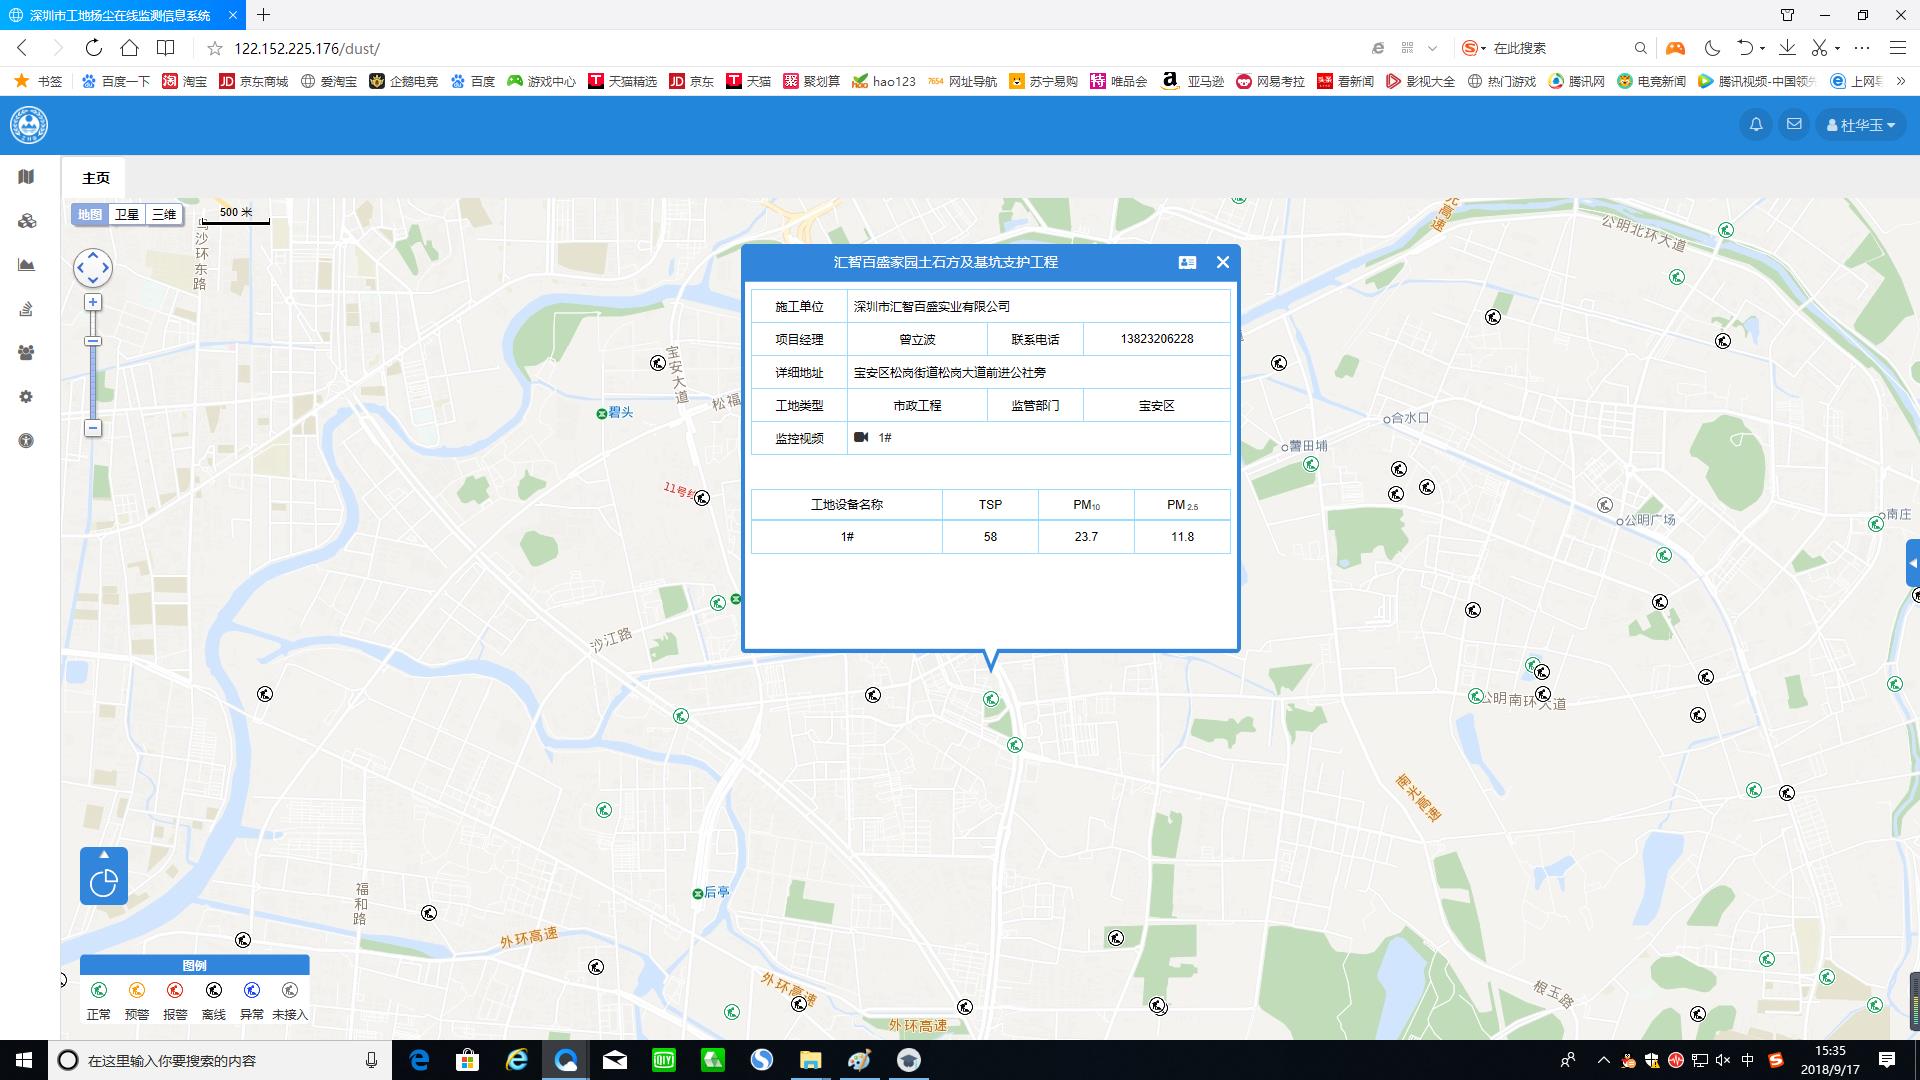 深圳市工地扬尘在线监测信息系统
122.152.225.176/dust/
在此搜索
书签 百度一下 淘宝 京东商城 爱淘宝 企鹅电竞 百度 游戏中心 天猫精选 京东 天猫 聚划算 hao123 网址导航 苏宁易购 唯品会 亚马逊 网易考拉 看新闻 影视大全 热门游戏 腾讯网 电竞新闻 腾讯视频-中国领先 上网导
杜华玉
主页
地图 卫星 三维
500 米
沙环东路
公明北环大道
光高速
汇智百盛家园土石方及基坑支护工程
施工单位 深圳市汇智百盛实业有限公司
项目经理 曾立波 联系电话 13823206228
详细地址 宝安区松岗街道松岗大道前进公社旁
工地类型 市政工程 监管部门 宝安区
监控视频 1#
工地设备名称 TSP PM10 PM2.5
1# 58 23.7 11.8
宝安大道
松福
碧头
合水口
薯田埔
11号线
公明广场
南庄
沙江路
公明南环大道
南光高速
后亭
福和路
外环高速
外环高速
外环高速
根玉路
图例
正常 预警 报警 离线 异常 未接入
在这里输入你要搜索的内容
中
15:35
2018/9/17